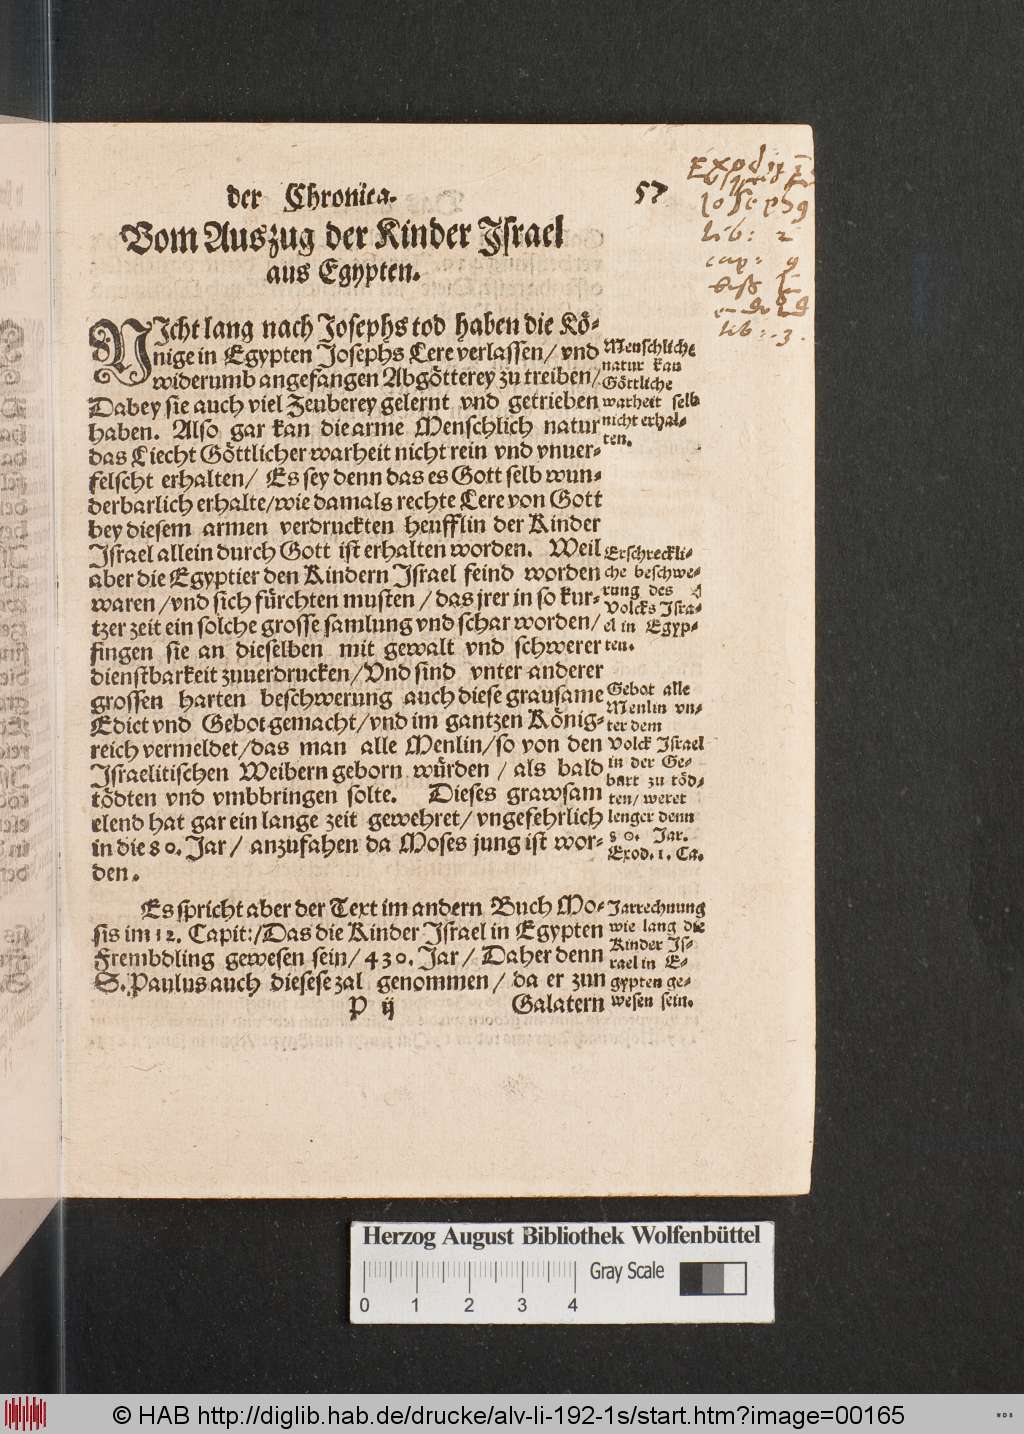 der Chronica. 57
Vom Auszug der Kinder Jsrael
aus Egypten.
NJcht lang nach Josephs tod haben die Kö-
nige in Egypten Josephs Lere verlassen/ vnd
widerumb angefangen Abgötterey zu treiben/
Dabey sie auch viel Zeuberey gelernt vnd getrieben
haben. Also gar kan die arme Menschlich natur
das Liecht Göttlicher warheit nicht rein vnd vnuer-
felscht erhalten/ Es sey denn das es Gott selb wun-
derbarlich erhalte/wie damals rechte Lere von Gott
bey diesem armen verdruckten heufflin der Kinder
Jsrael allein durch Gott ist erhalten worden. Weil
aber die Egyptier den Kindern Jsrael feind worden
waren/vnd sich fürchten musten/ das jrer in so kur-
tzer zeit ein solche grosse samlung vnd schar worden/
fingen sie an dieselben mit gewalt vnd schwerer
dienstbarkeit zuuerdrucken/Vnd sind vnter anderer
grossen harten beschwerung auch diese grausame
Edict vnd Gebot gemacht/vnd im gantzen König-
reich vermeldet/das man alle Menlin/so von den
Jsraelitischen Weibern geborn würden/ als bald
tödten vnd vmbbringen solte. Dieses grawsam
elend hat gar ein lange zeit gewehret/ vngefehrlich
in die 80. Jar/ anzufahen da Moses jung ist wor-
den.
Es spricht aber der Text im andern Buch Mo-
sis im 12. Capit:/Das die Kinder Jsrael in Egypten
Frembdling gewesen sein/ 430. Jar/ Daher denn
S. Paulus auch diesese zal genommen/ da er zun
P ij Galatern
Menschliche
natur kan
Göttliche
warheit selb
nicht erhal-
ten.
Erschreckli-
che beschwe-
rung des
Volcks Jsra-
el in Egyp-
ten.
Gebot alle
Menlin vn-
ter dem
Volck Jsrael
in der Ge-
burt zu töd-
ten/ weret
lenger denn
80. Jar.
Exod. 1. Ca.
Jarrechnung
wie lang die
Kinder Js-
rael in E-
gypten ge-
wesen sein.
Josephg
lib: 2
cap: 9
lib: 3.
Herzog August Bibliothek Wolfenbüttel
Gray Scale
0 1 2 3 4
© HAB http://diglib.hab.de/drucke/alv-li-192-1s/start.htm?image=00165